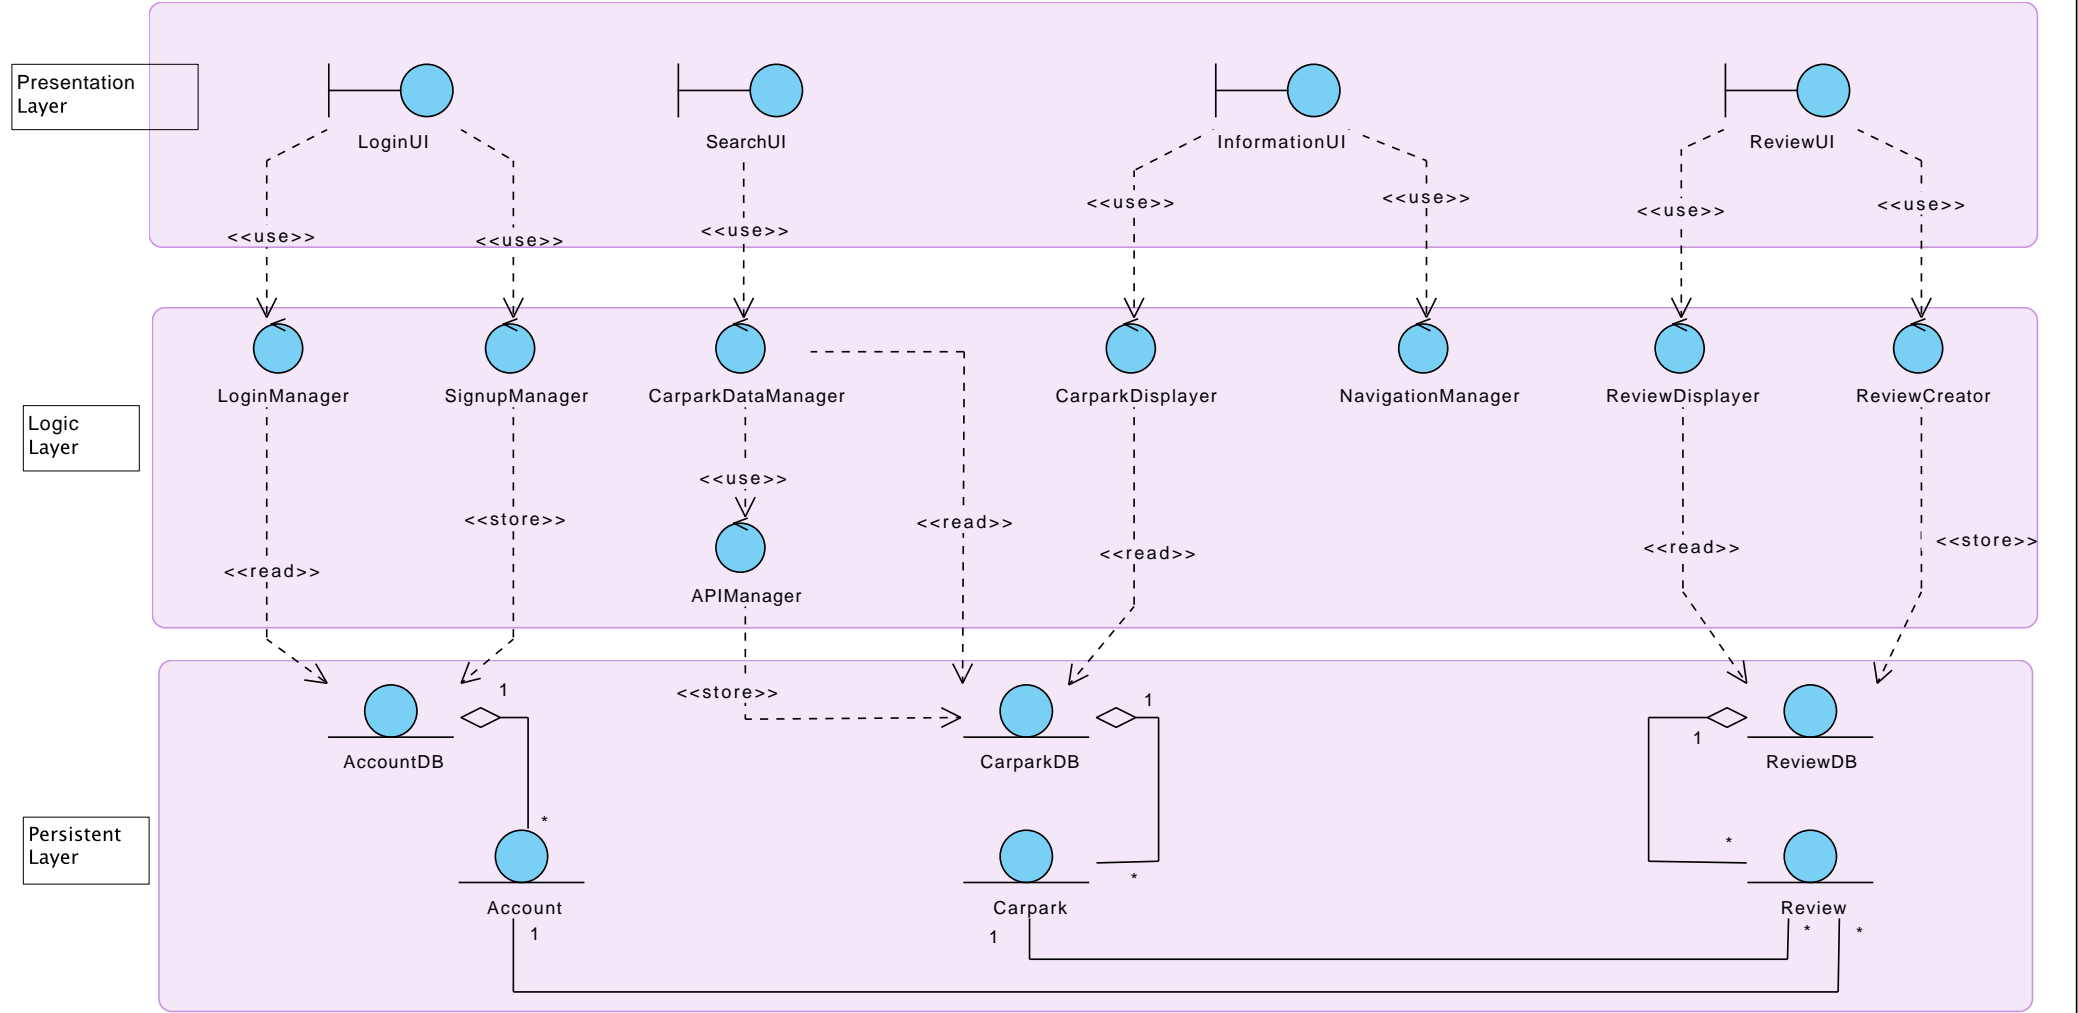 Presentation
Layer
LoginUI
SearchUI
InformationUI
ReviewUI
<<use>>
<<use>>
<<use>>
<<use>>
<<use>>
<<use>>
<<use>>
Logic
Layer
LoginManager
SignupManager
CarparkDataManager
CarparkDisplayer
NavigationManager
ReviewDisplayer
ReviewCreator
<<use>>
<<store>>
<<read>>
<<read>>
<<read>>
<<read>>
<<store>>
APIManager
<<store>>
Persistent
Layer
1
1
1
AccountDB
CarparkDB
ReviewDB
*
*
*
Account
Carpark
Review
1
1
*
*